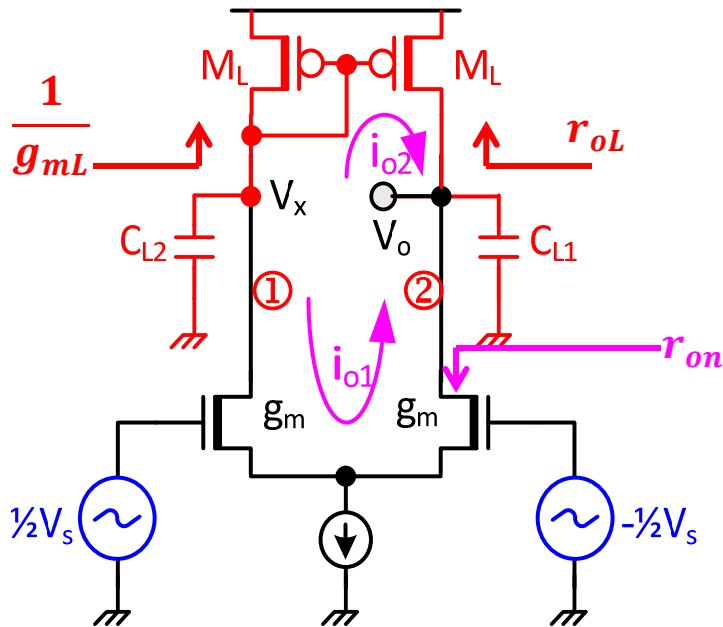 M_L
M_L
1
g_mL
i_o2
r_oL
V_x
V_o
C_L2
C_L1
①
②
i_o1
r_on
g_m
g_m
½V_s
-½V_s